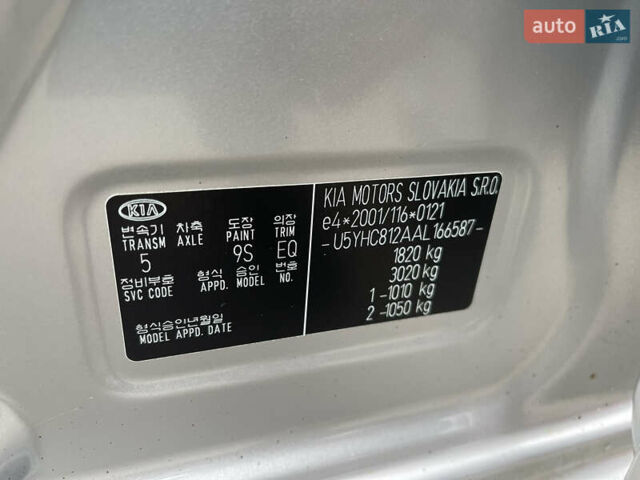 auto RIA.com
KIA
변속기 차축 도장 의장
TRANSM AXLE PAINT TRIM
5 9S EQ
정비부호 형식 승인 번호
SVC CODE APPD. MODEL NO.
형식승인년월일
MODEL APPD. DATE
KIA MOTORS SLOVAKIA S.R.O.
e4*2001/116*0121
-U5YHC812AAL166587-
1820 kg
3020 kg
1 -1010 kg
2 -1050 kg